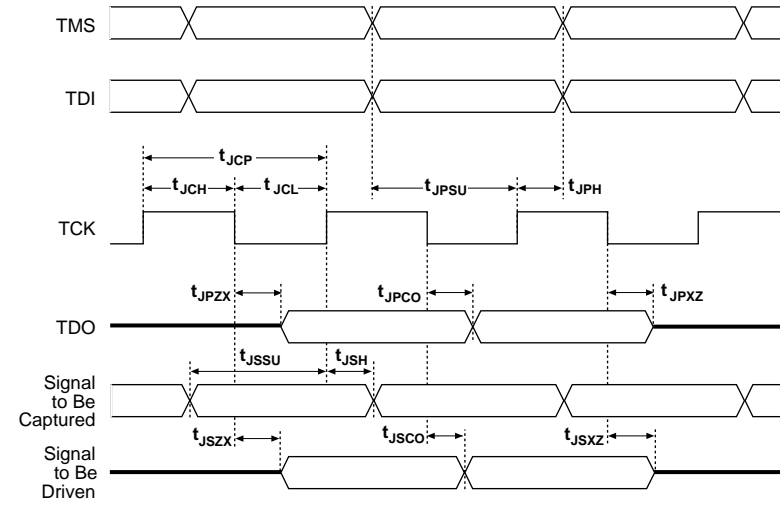 TMS
TDI
tJCP
tJCH
tJCL
tJPSU
tJPH
TCK
tJPZX
tJPCO
tJPXZ
TDO
tJSSU
tJSH
Signal
to Be
Captured
tJSZX
tJSCO
tJSXZ
Signal
to Be
Driven